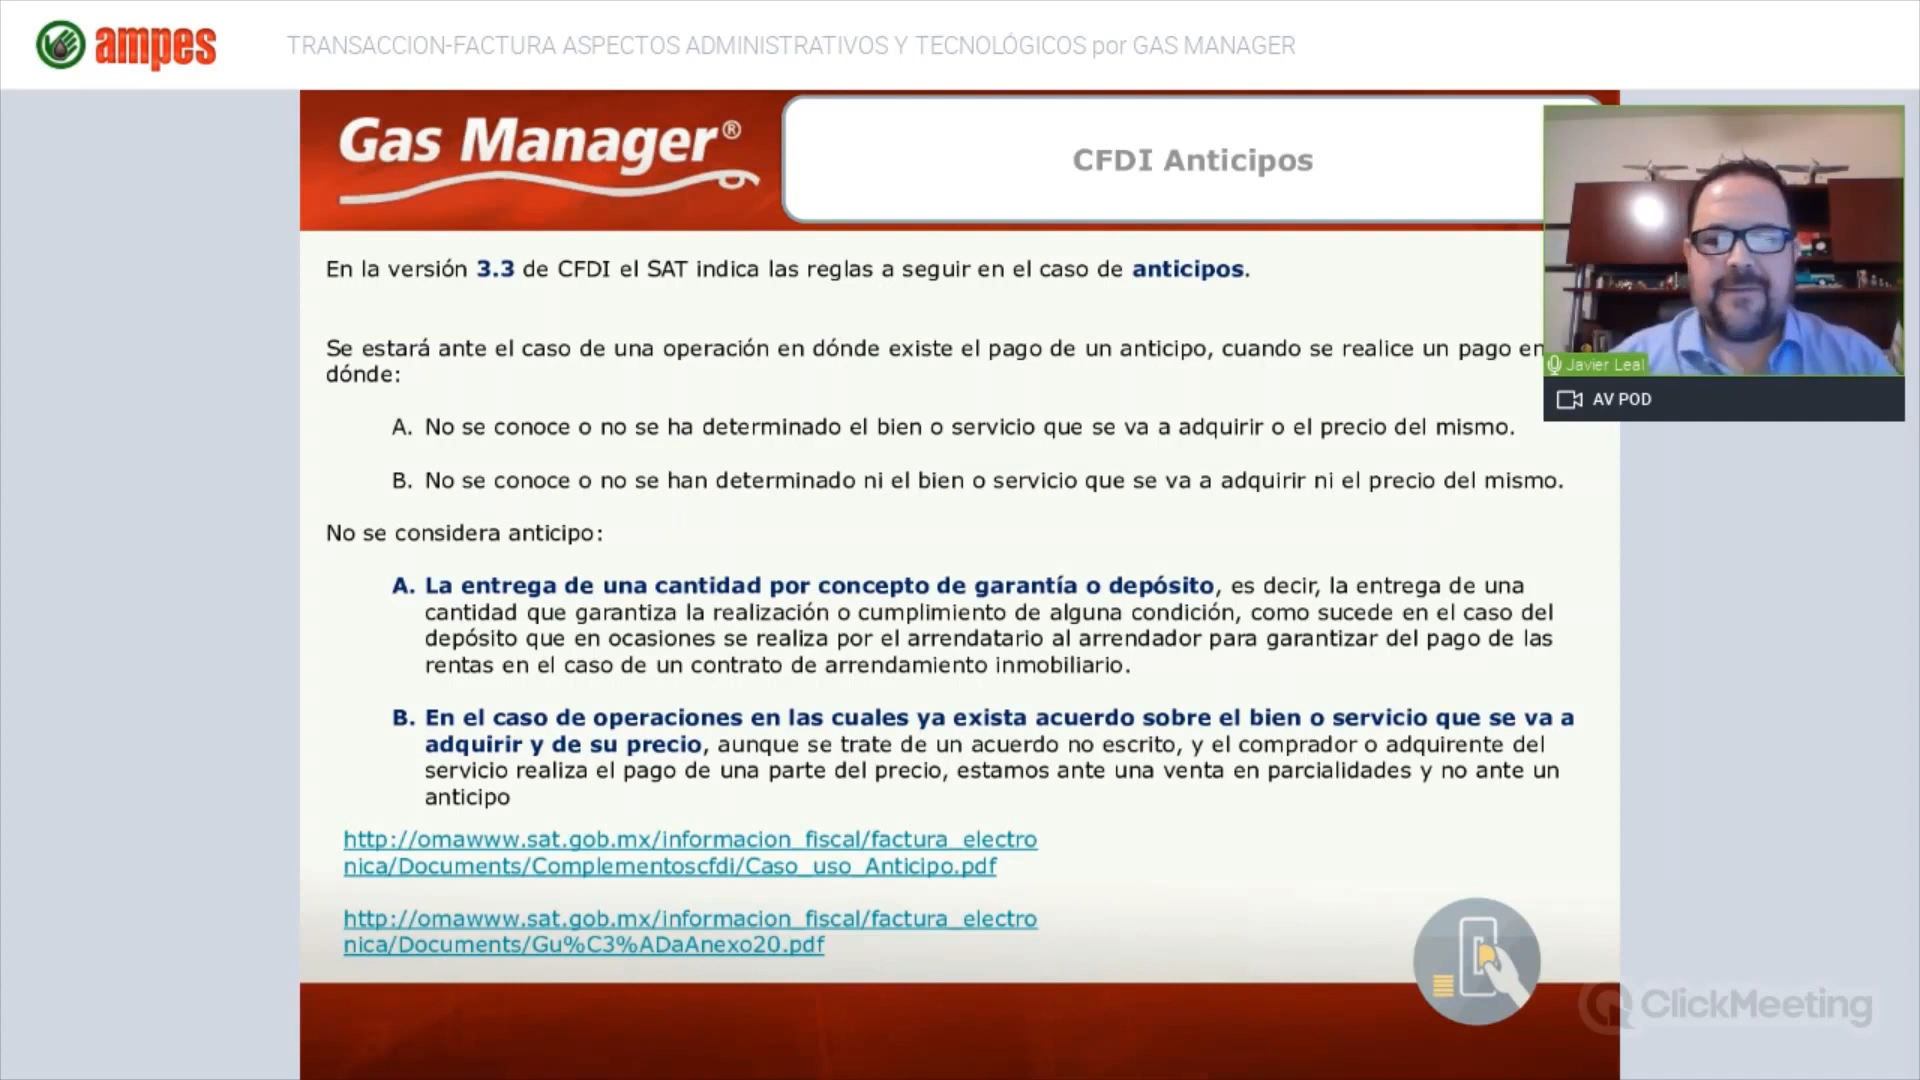 ampes
TRANSACCION-FACTURA ASPECTOS ADMINISTRATIVOS Y TECNOLÓGICOS por GAS MANAGER
Gas Manager®
CFDI Anticipos
En la versión 3.3 de CFDI el SAT indica las reglas a seguir en el caso de anticipos.
Se estará ante el caso de una operación en dónde existe el pago de un anticipo, cuando se realice un pago en
dónde:
A. No se conoce o no se ha determinado el bien o servicio que se va a adquirir o el precio del mismo.
B. No se conoce o no se han determinado ni el bien o servicio que se va a adquirir ni el precio del mismo.
No se considera anticipo:
A. La entrega de una cantidad por concepto de garantía o depósito, es decir, la entrega de una
cantidad que garantiza la realización o cumplimiento de alguna condición, como sucede en el caso del
depósito que en ocasiones se realiza por el arrendatario al arrendador para garantizar del pago de las
rentas en el caso de un contrato de arrendamiento inmobiliario.
B. En el caso de operaciones en las cuales ya exista acuerdo sobre el bien o servicio que se va a
adquirir y de su precio, aunque se trate de un acuerdo no escrito, y el comprador o adquirente del
servicio realiza el pago de una parte del precio, estamos ante una venta en parcialidades y no ante un
anticipo
http://omawww.sat.gob.mx/informacion_fiscal/factura_electro
nica/Documents/Complementoscfdi/Caso_uso_Anticipo.pdf
http://omawww.sat.gob.mx/informacion_fiscal/factura_electro
nica/Documents/Gu%C3%ADaAnexo20.pdf
Javier Leal
AV POD
ClickMeeting